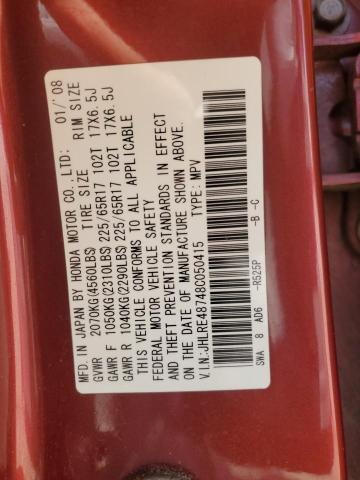 MFD. IN JAPAN BY HONDA MOTOR CO., LTD: 01/'08
TIRE SIZE RIM SIZE
GVWR 2070KG(4560LBS)
GAWR F 1050KG(2310LBS) 225/65R17 102T 17X6.5J
GAWR R 1040KG(2290LBS) 225/65R17 102T 17X6.5J
THIS VEHICLE CONFORMS TO ALL APPLICABLE
FEDERAL MOTOR VEHICLE SAFETY
AND THEFT PREVENTION STANDARDS IN EFFECT
ON THE DATE OF MANUFACTURE SHOWN ABOVE.
V.I.N:JHLRE48748C050415 TYPE: MPV
SWA 8 AD6 -R525P -B -C